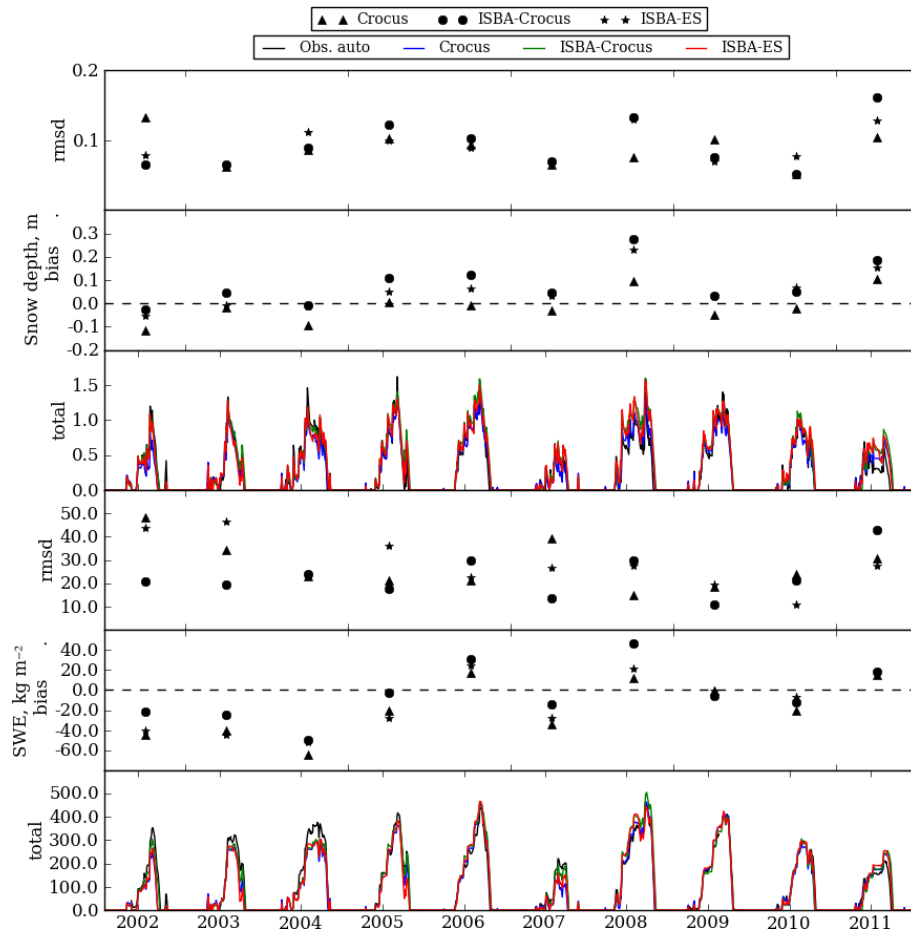 Crocus ISBA-Crocus ISBA-ES
Obs. auto Crocus ISBA-Crocus ISBA-ES
0.2
0.1
rmsd
Snow depth, m
bias .
0.3
0.2
0.1
0.0
-0.1
-0.2
total
1.5
1.0
0.5
0.0
rmsd
50.0
40.0
30.0
20.0
10.0
SWE, kg m⁻²
bias .
40.0
20.0
0.0
-20.0
-40.0
-60.0
total
500.0
400.0
300.0
200.0
100.0
0.0
2002 2003 2004 2005 2006 2007 2008 2009 2010 2011